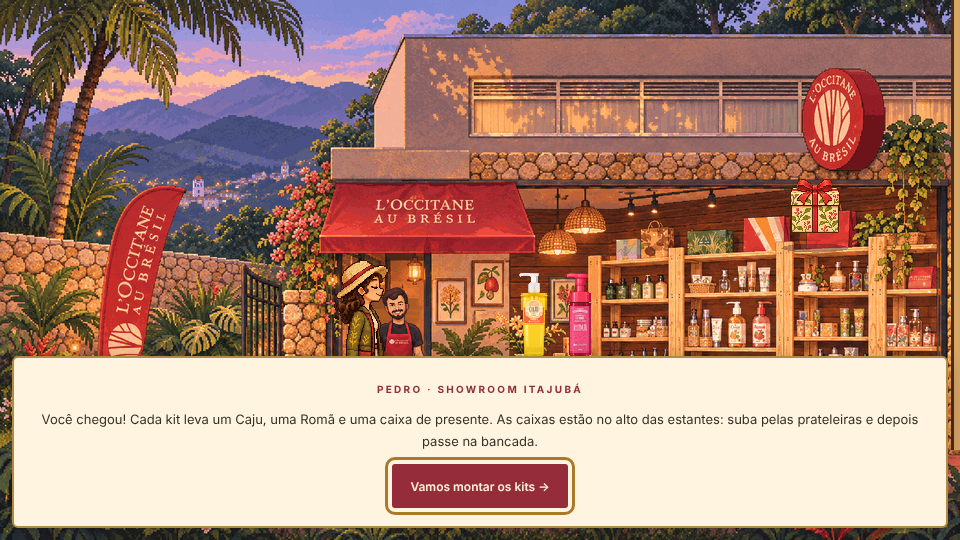 L'OCCITANE
AU BRÉSIL
L'OCCITANE
AU BRÉSIL
L'OCCITANE
AU BRÉSIL
PEDRO · SHOWROOM ITAJUBÁ
Você chegou! Cada kit leva um Caju, uma Romã e uma caixa de presente. As caixas estão no alto das estantes: suba pelas prateleiras e depois
passe na bancada.
Vamos montar os kits →